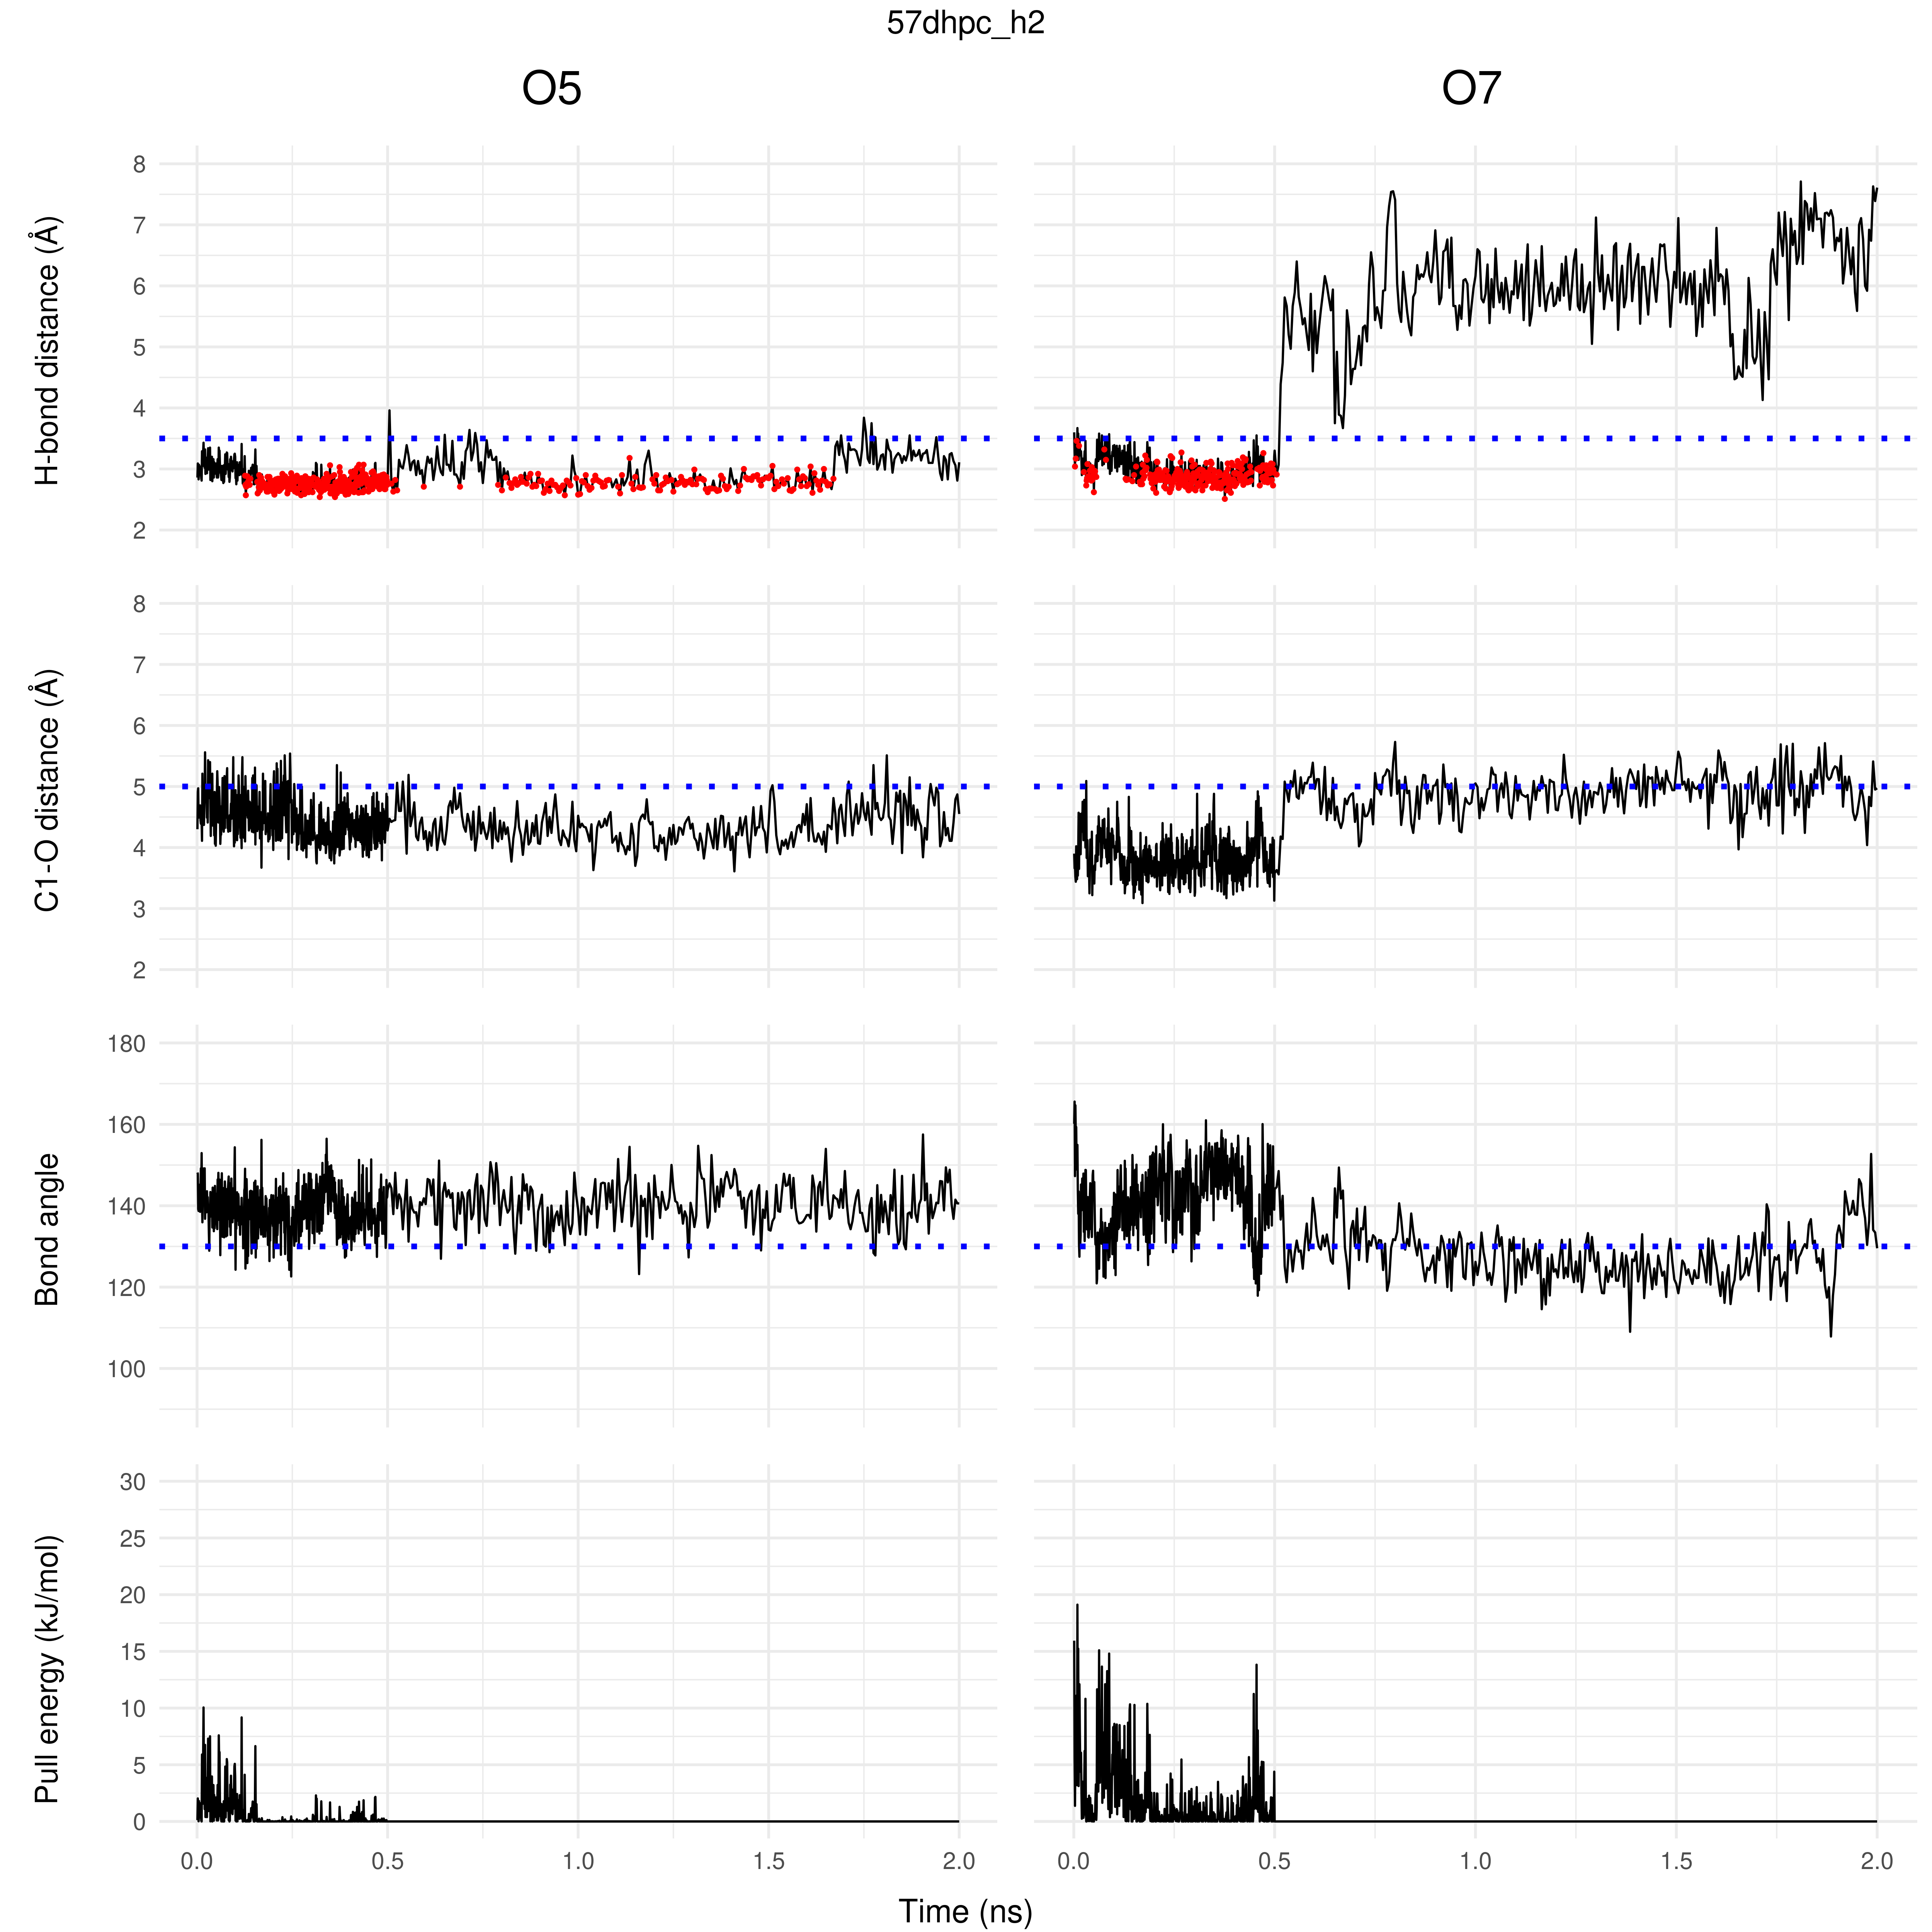 57dhpc_h2
O5
O7
H-bond distance (Å)
8
7
6
5
4
3
2
C1-O distance (Å)
8
7
6
5
4
3
2
Bond angle
180
160
140
120
100
Pull energy (kJ/mol)
30
25
20
15
10
5
0
0.0 0.5 1.0 1.5 2.0 0.0 0.5 1.0 1.5 2.0
Time (ns)